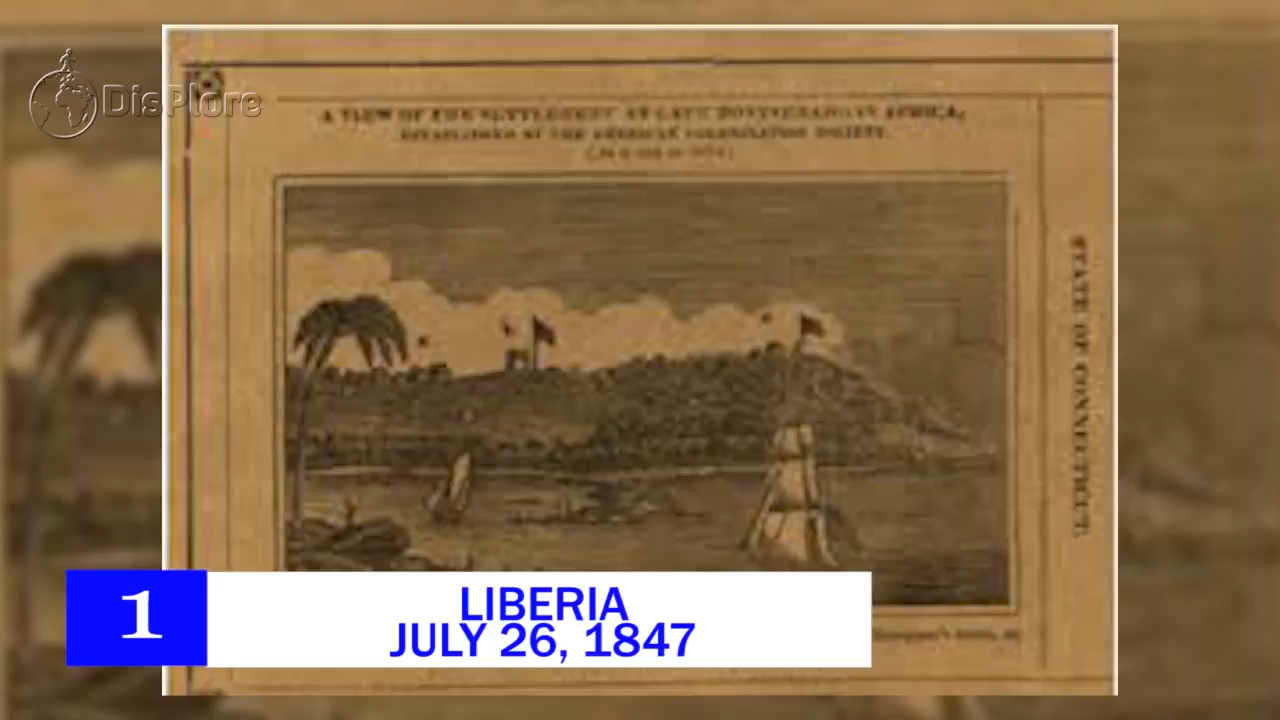 DisPlore
A VIEW OF THE SETTLEMENT AT CAPE MONTSERADO IN AFRICA,
ESTABLISHED BY THE AMERICAN COLONIZATION SOCIETY.
STATE OF CONNECTICUT.
1
LIBERIA
JULY 26, 1847